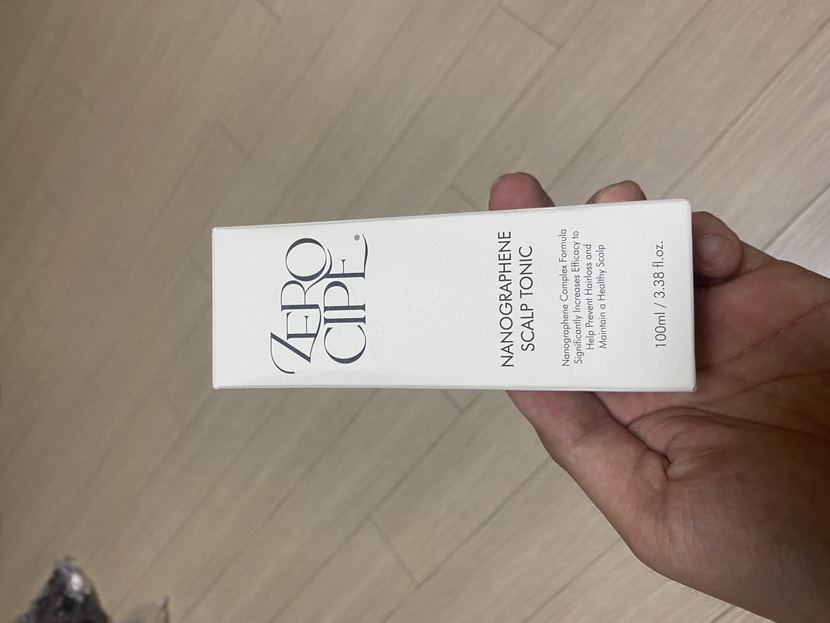 ZERO
CIPE®
NANOGRAPHENE
SCALP TONIC
Nanographene Complex Formula
Significantly Increases Efficacy to
Help Prevent Hairloss and
Maintain a Healthy Scalp
100ml / 3.38 fl.oz.